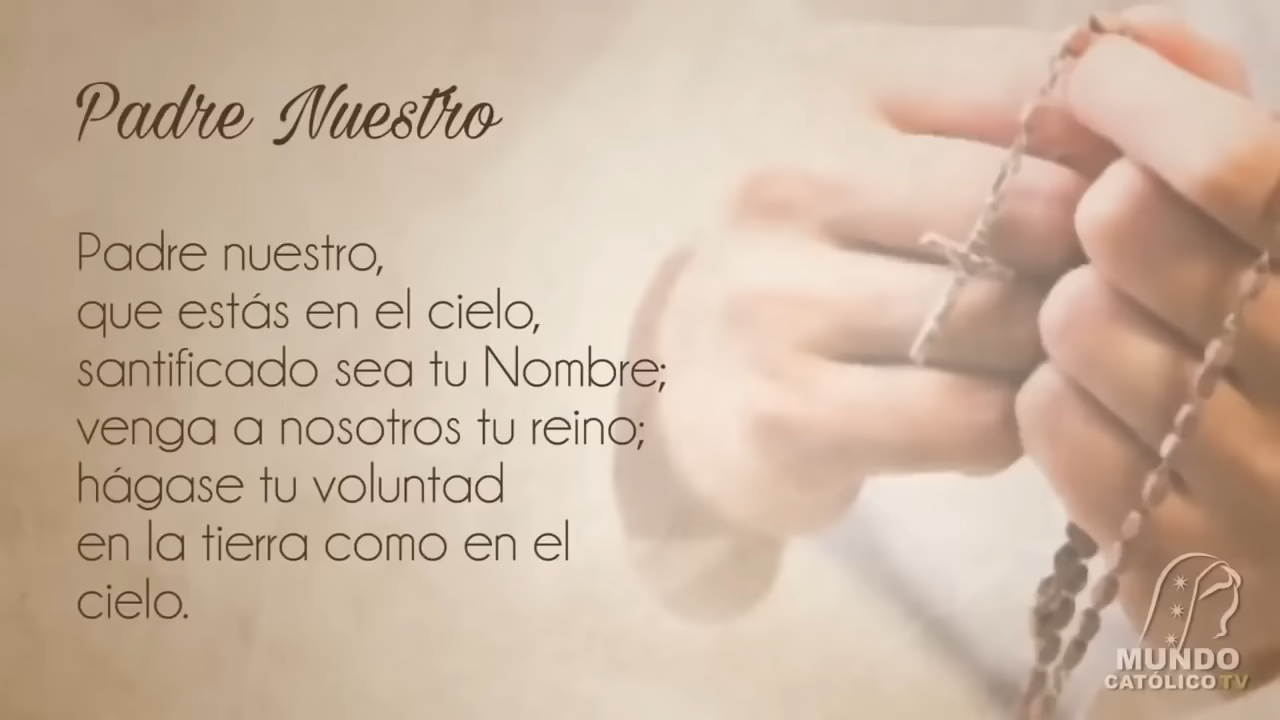 Padre Nuestro
Padre nuestro,
que estás en el cielo,
santificado sea tu Nombre;
venga a nosotros tu reino;
hágase tu voluntad
en la tierra como en el
cielo.
MUNDO
CATÓLICO TV